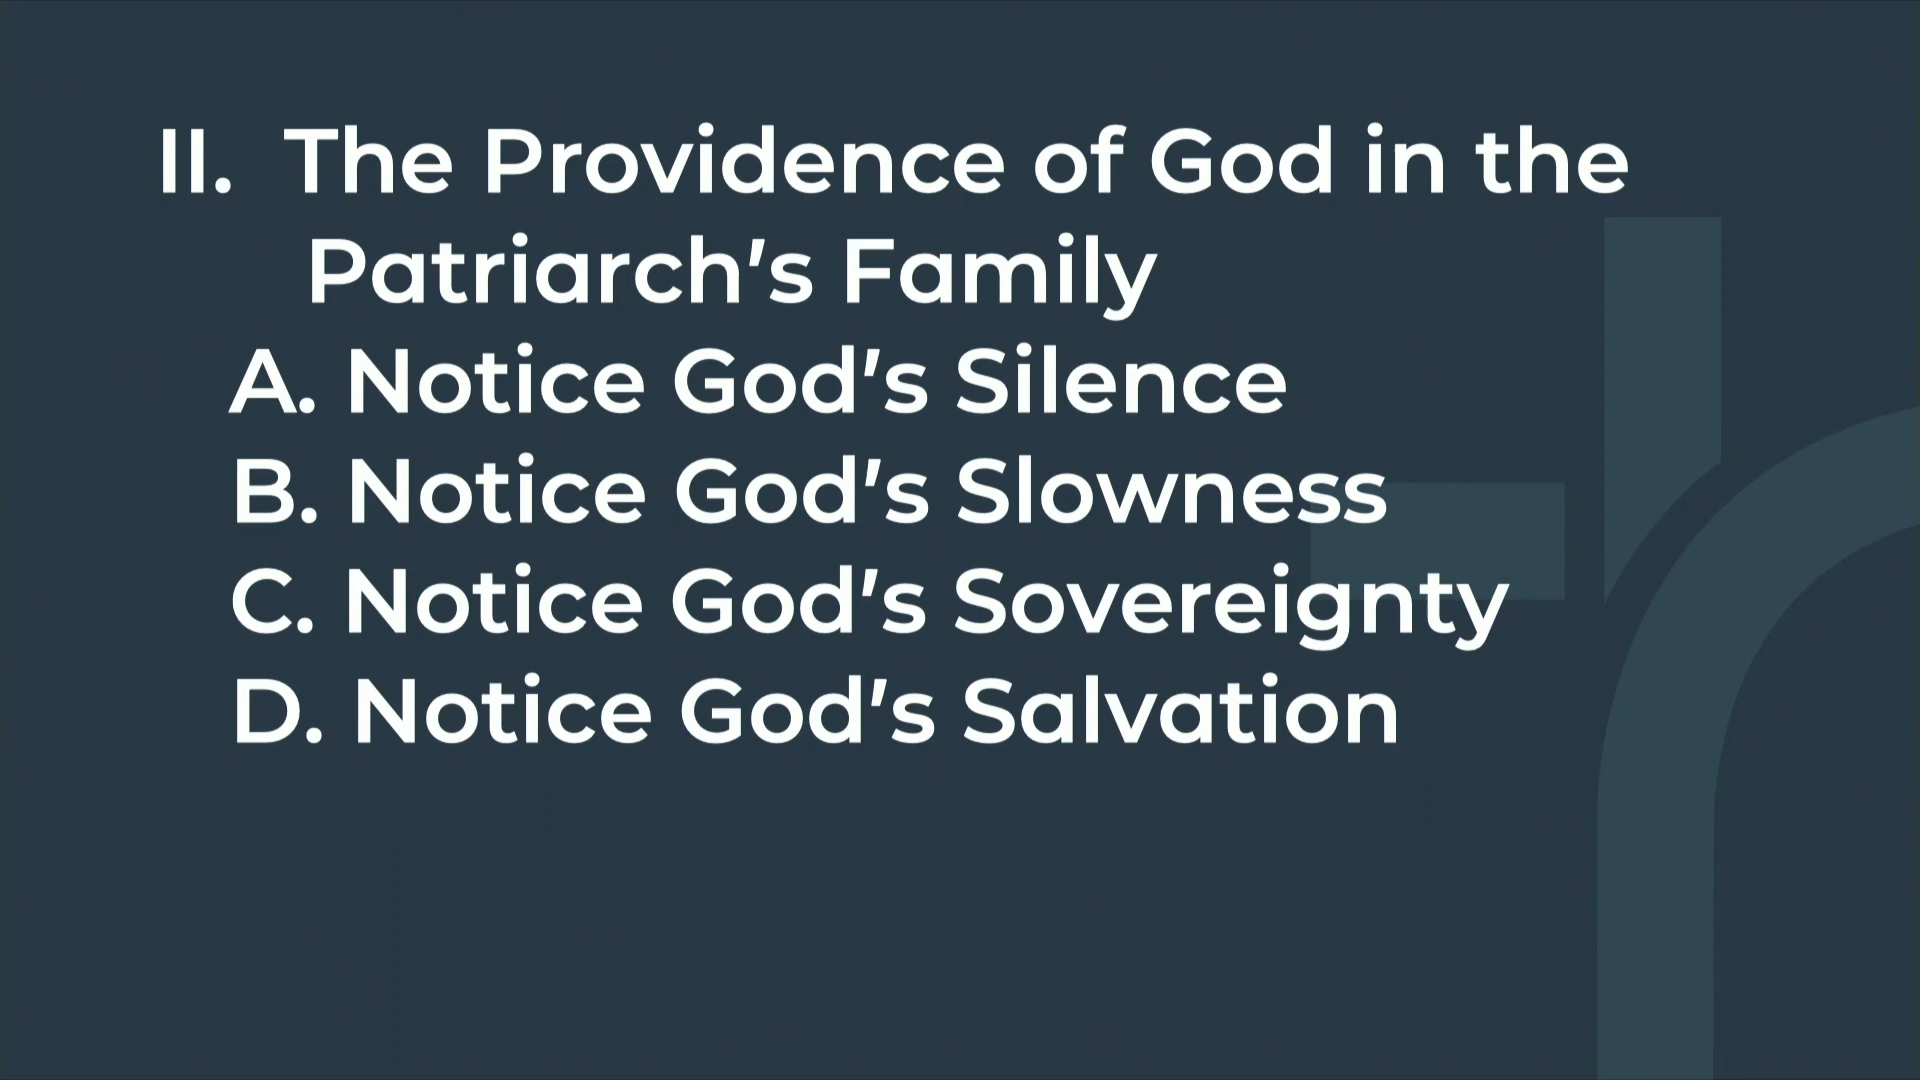 II. The Providence of God in the
Patriarch's Family
A. Notice God's Silence
B. Notice God's Slowness
C. Notice God's Sovereignty
D. Notice God's Salvation